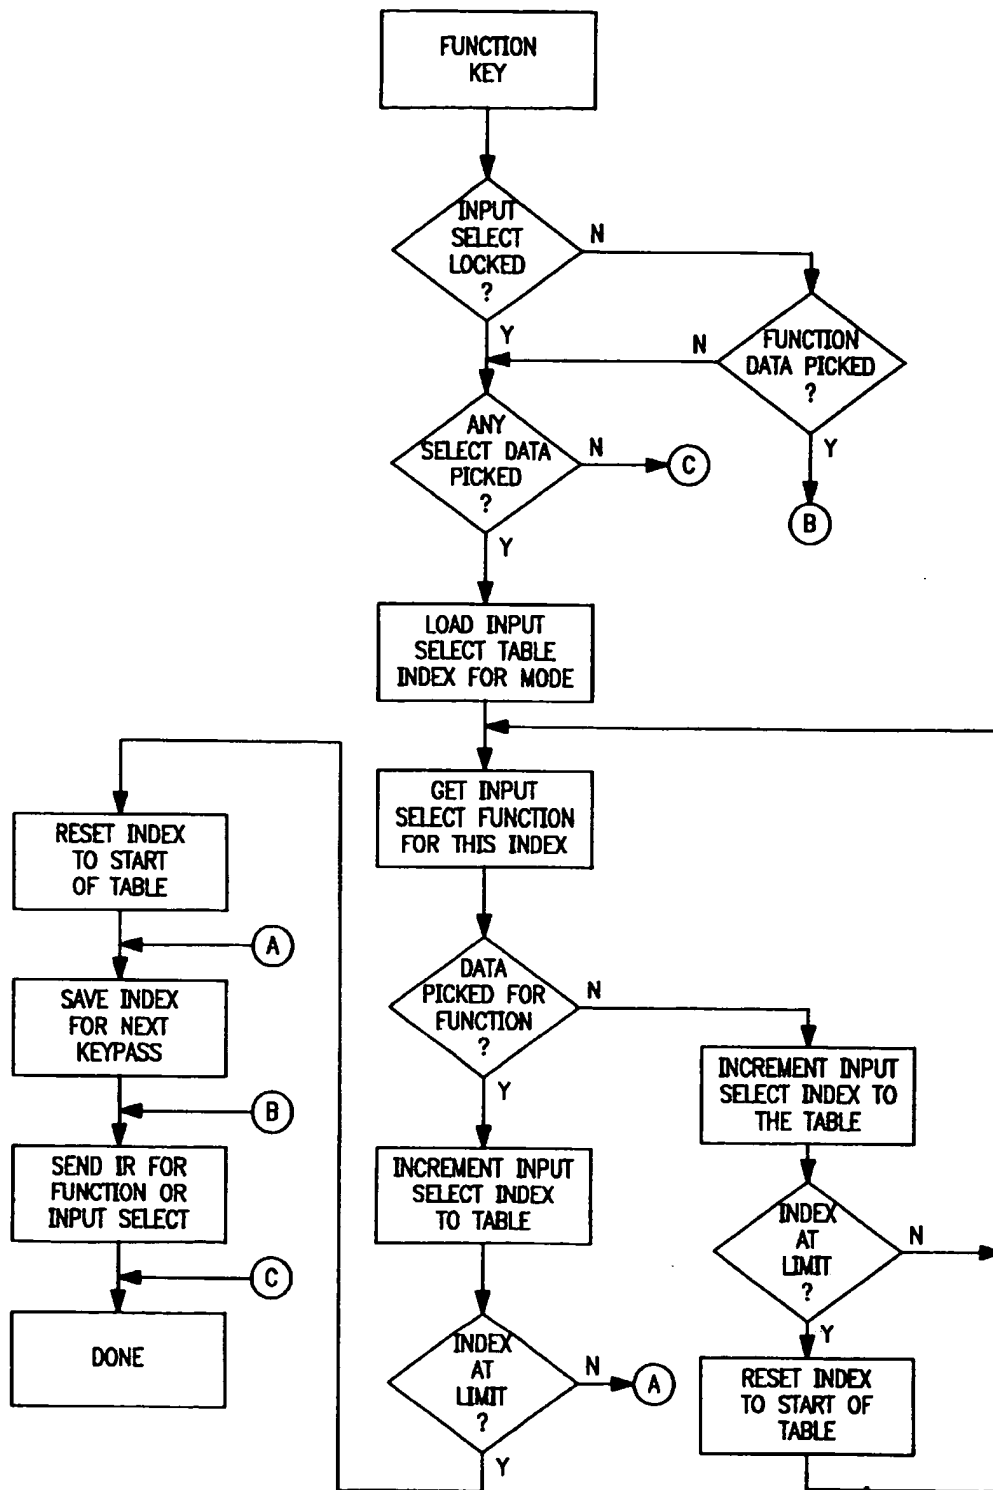 FUNCTION
KEY
INPUT
SELECT
LOCKED
?
N
Y
FUNCTION
DATA PICKED
?
N
Y
B
ANY
SELECT DATA
PICKED
?
N
C
Y
LOAD INPUT
SELECT TABLE
INDEX FOR MODE
GET INPUT
SELECT FUNCTION
FOR THIS INDEX
DATA
PICKED FOR
FUNCTION
?
N
Y
INCREMENT INPUT
SELECT INDEX TO
THE TABLE
INDEX
AT
LIMIT
?
N
Y
RESET INDEX
TO START OF
TABLE
INCREMENT INPUT
SELECT INDEX
TO TABLE
INDEX
AT
LIMIT
?
N
A
Y
RESET INDEX
TO START
OF TABLE
A
SAVE INDEX
FOR NEXT
KEYPASS
B
SEND IR FOR
FUNCTION OR
INPUT SELECT
C
DONE